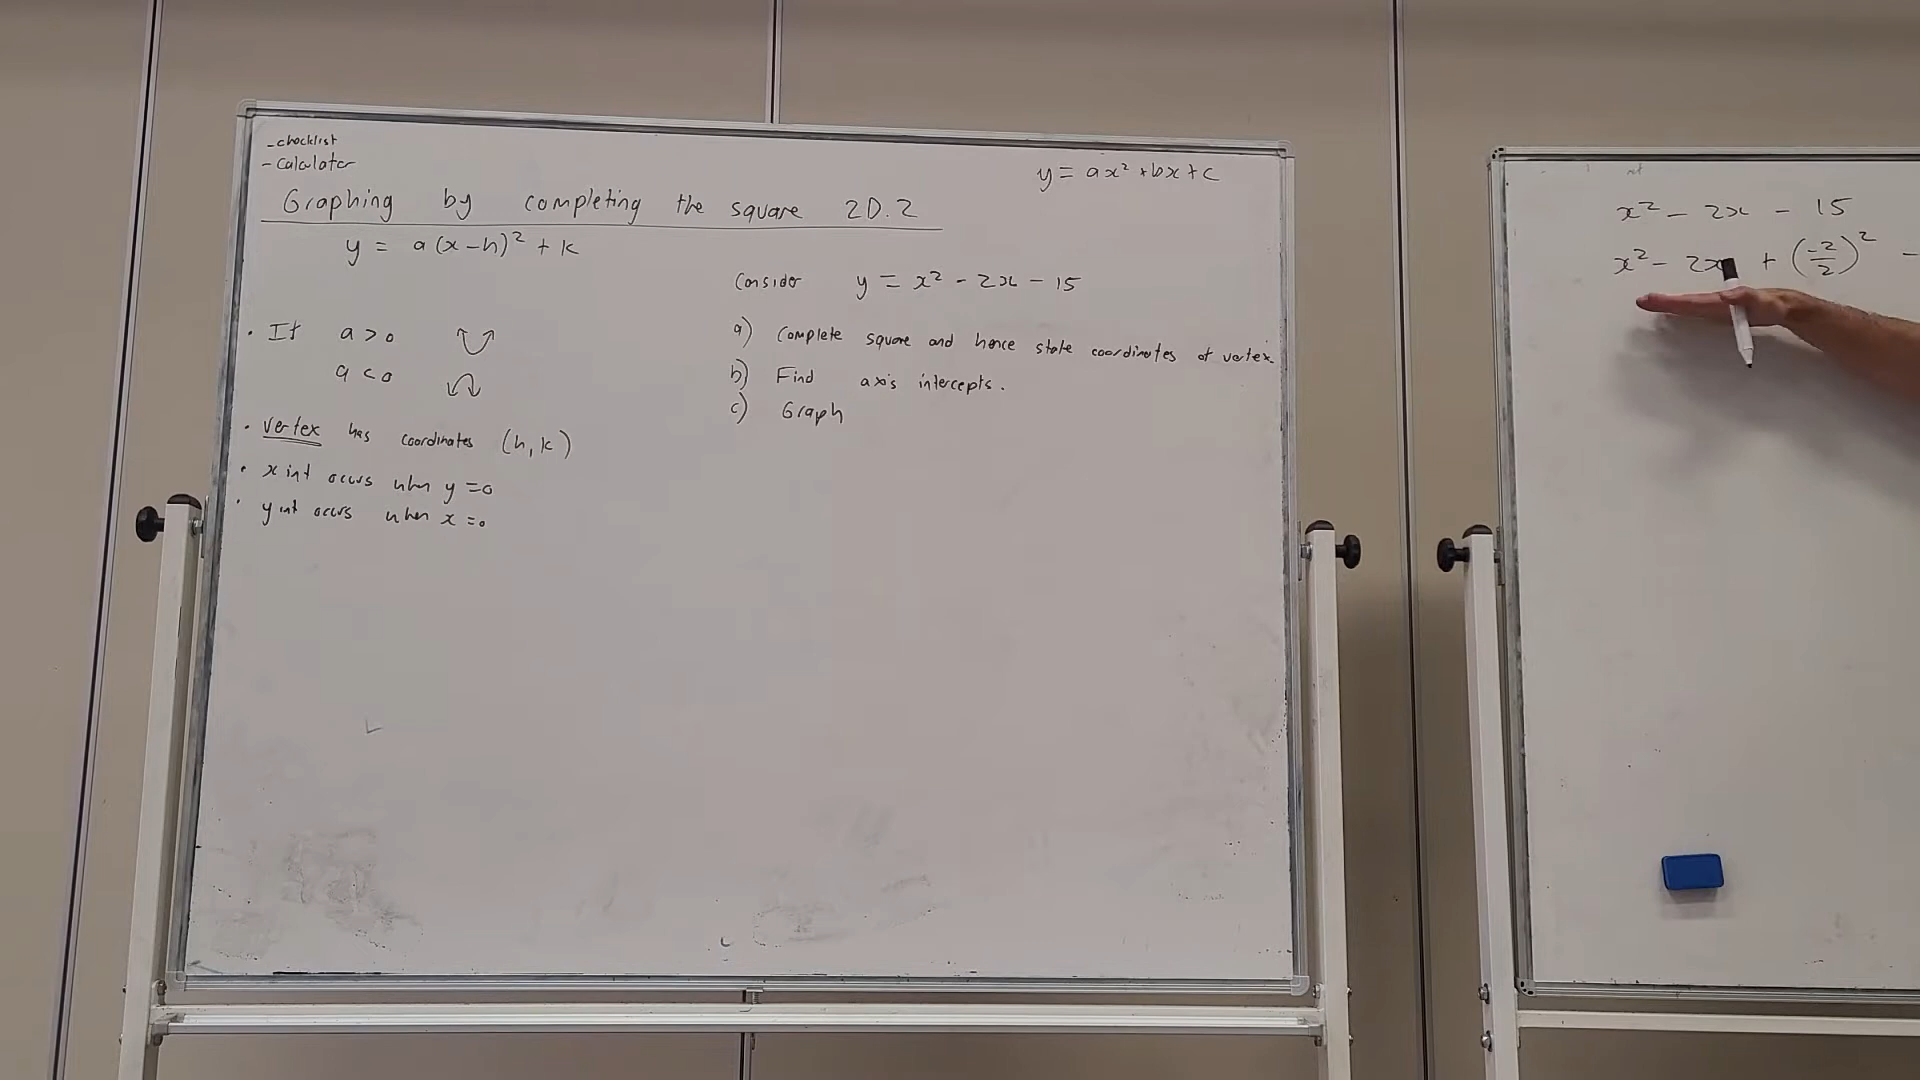 - checklist
- calculator
y = ax² + bx + c
Graphing by completing the square 2D.2
y = a(x-h)² + k
Consider y = x² - 2x - 15
a) Complete square and hence state coordinates of vertex.
b) Find axis intercepts.
c) Graph
• If a > 0
a < 0
• Vertex has coordinates (h, k)
• x int occurs when y = 0
• y int occurs when x = 0
x² - 2x - 15
x² - 2x + (-2/2)² -